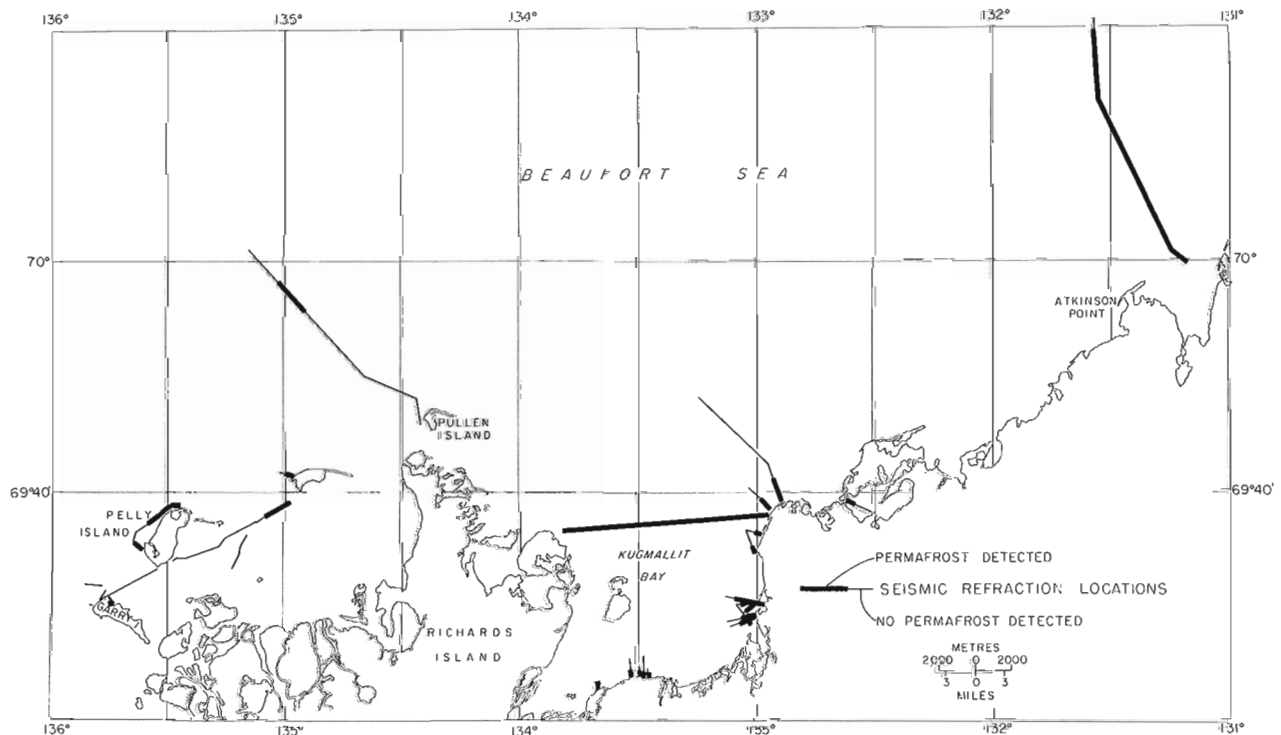 136° 135° 134° 133° 132° 131°
BEAUFORT SEA
70° 70°
ATKINSON
POINT
PULLEN
ISLAND
69°40' 69°40'
PELLY
ISLAND
KUGMALLIT
BAY
PERMAFROST DETECTED
SEISMIC REFRACTION LOCATIONS
NO PERMAFROST DETECTED
GARRY
RICHARDS
ISLAND
METRES
2000 0 2000
3 0 3
MILES
136° 135° 134° 133° 132° 131°